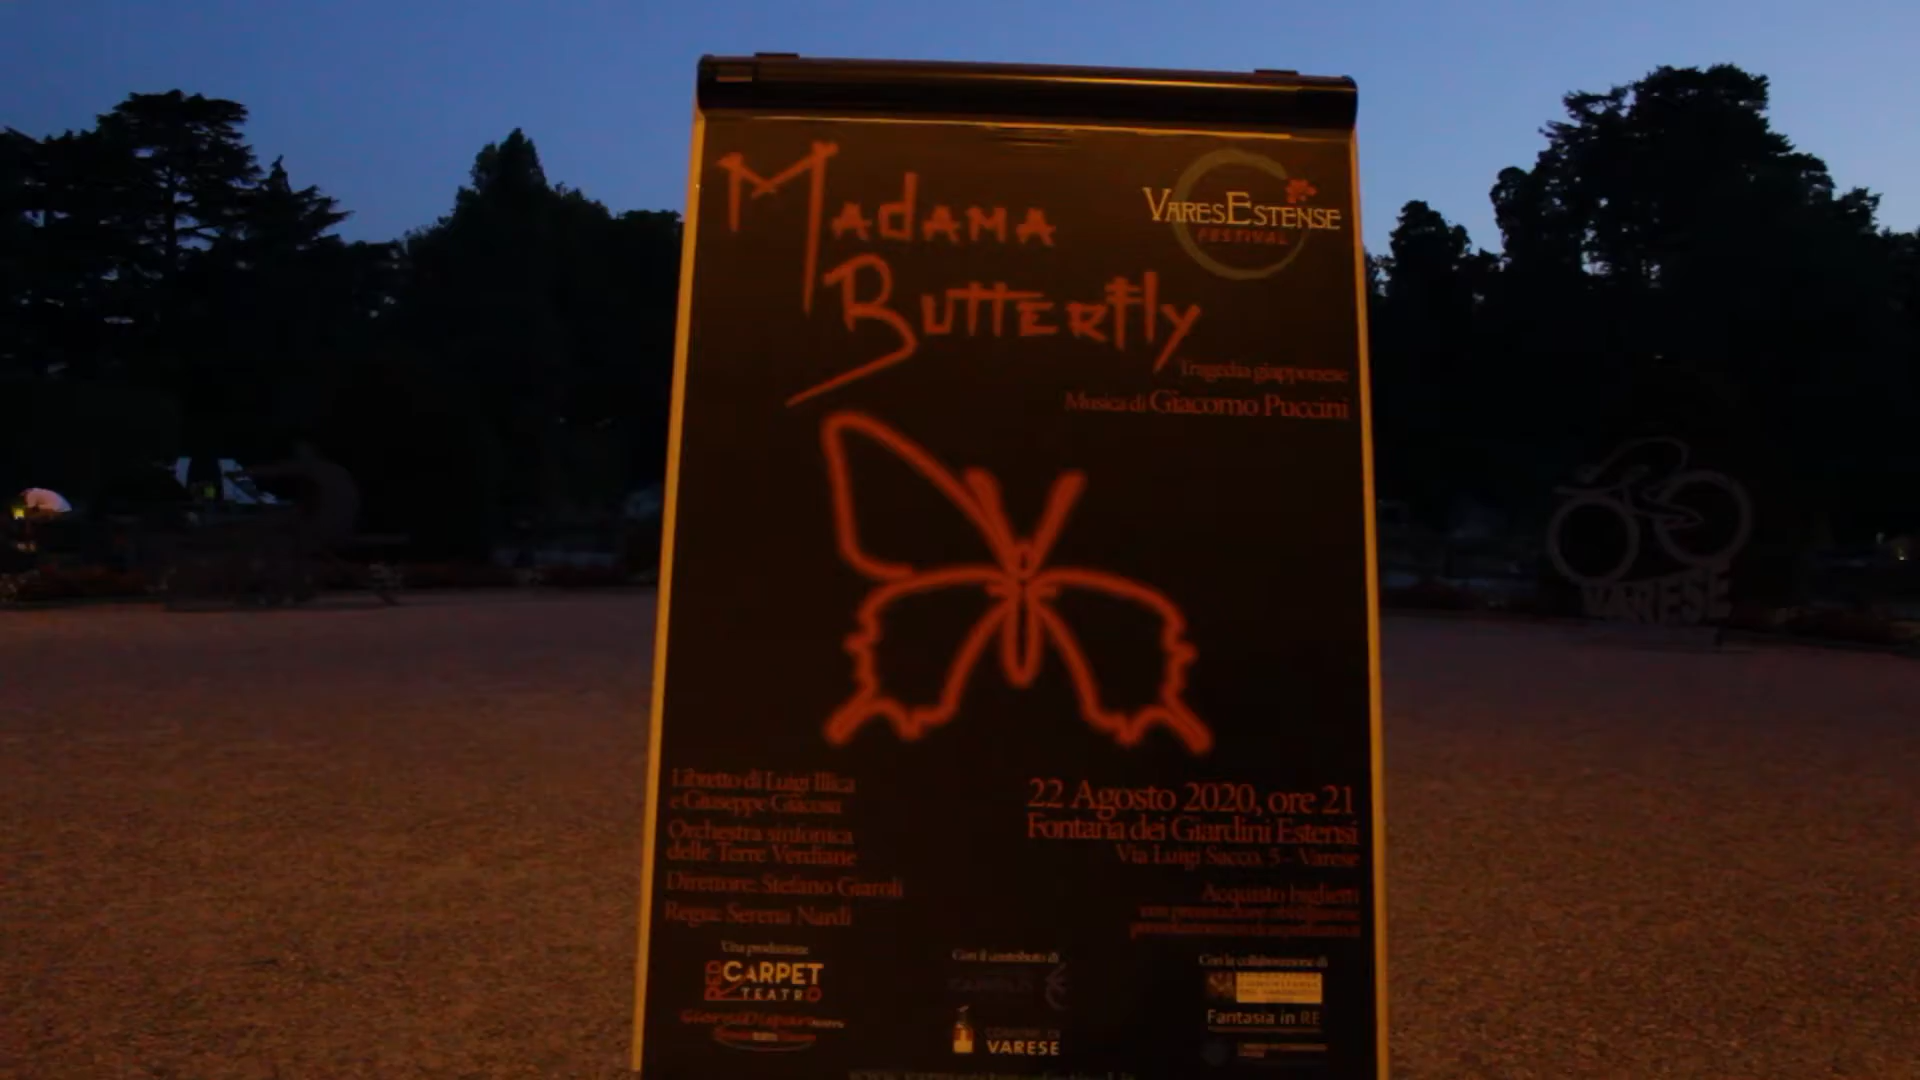 Madama
Butterfly
VARESESTENSE
FESTIVAL
Tragedia giapponese
Musica di Giacomo Puccini
Libretto di Luigi Illica
e Giuseppe Giacosa
Orchestra sinfonica
delle Terre Verdiane
Direttore: Stefano Giaroli
Regia: Serena Nardi
22 Agosto 2020, ore 21
Fontana dei Giardini Estensi
Via Luigi Sacco, 5 - Varese
Acquisto biglietti
Una produzione
RED CARPET
TEATRO
Con il contributo di
COMUNE DI
VARESE
Con la collaborazione di
Fantasia in RE
VARESE